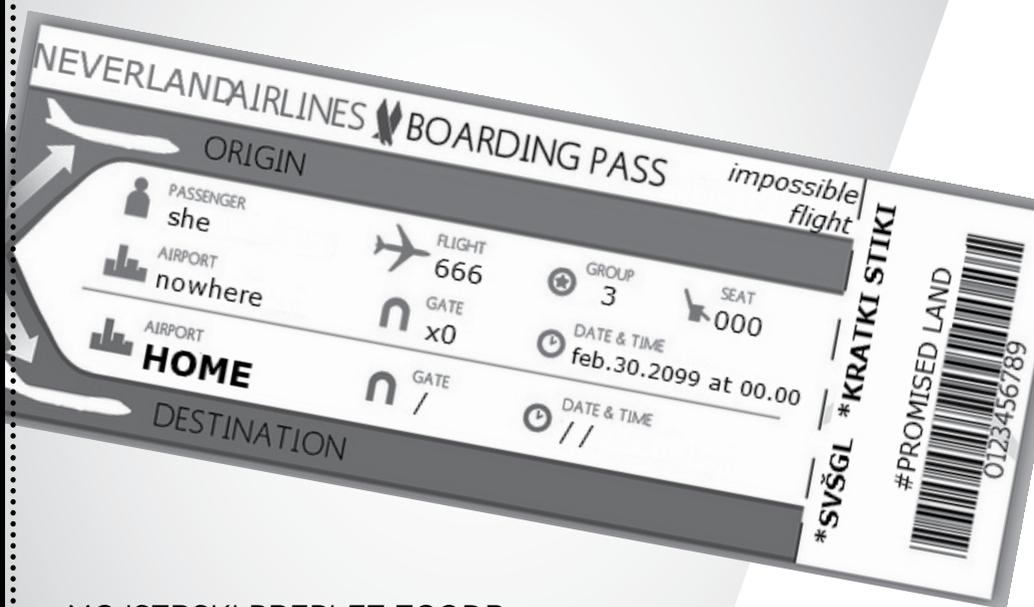 NEVERLANDAIRLINES BOARDING PASS
impossible
flight
ORIGIN
PASSENGER
she
FLIGHT
666
GROUP
3
SEAT
000
AIRPORT
nowhere
GATE
x0
DATE & TIME
feb.30.2099 at 00.00
AIRPORT
HOME
GATE
/
DATE & TIME
//
DESTINATION
*SVŠGL *KRATKI STIKI
#PROMISED LAND
0123456789